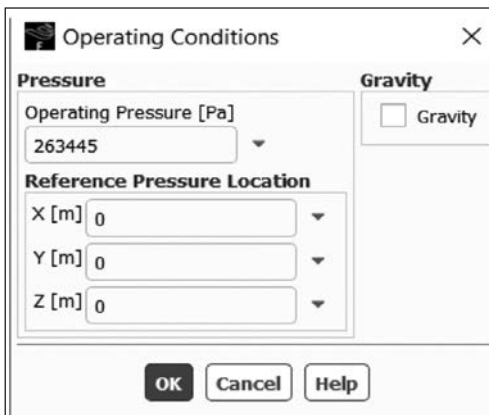 Operating Conditions
Pressure
Gravity
Operating Pressure [Pa]
Gravity
263445
Reference Pressure Location
X [m] 0
Y [m] 0
Z [m] 0
OK Cancel Help